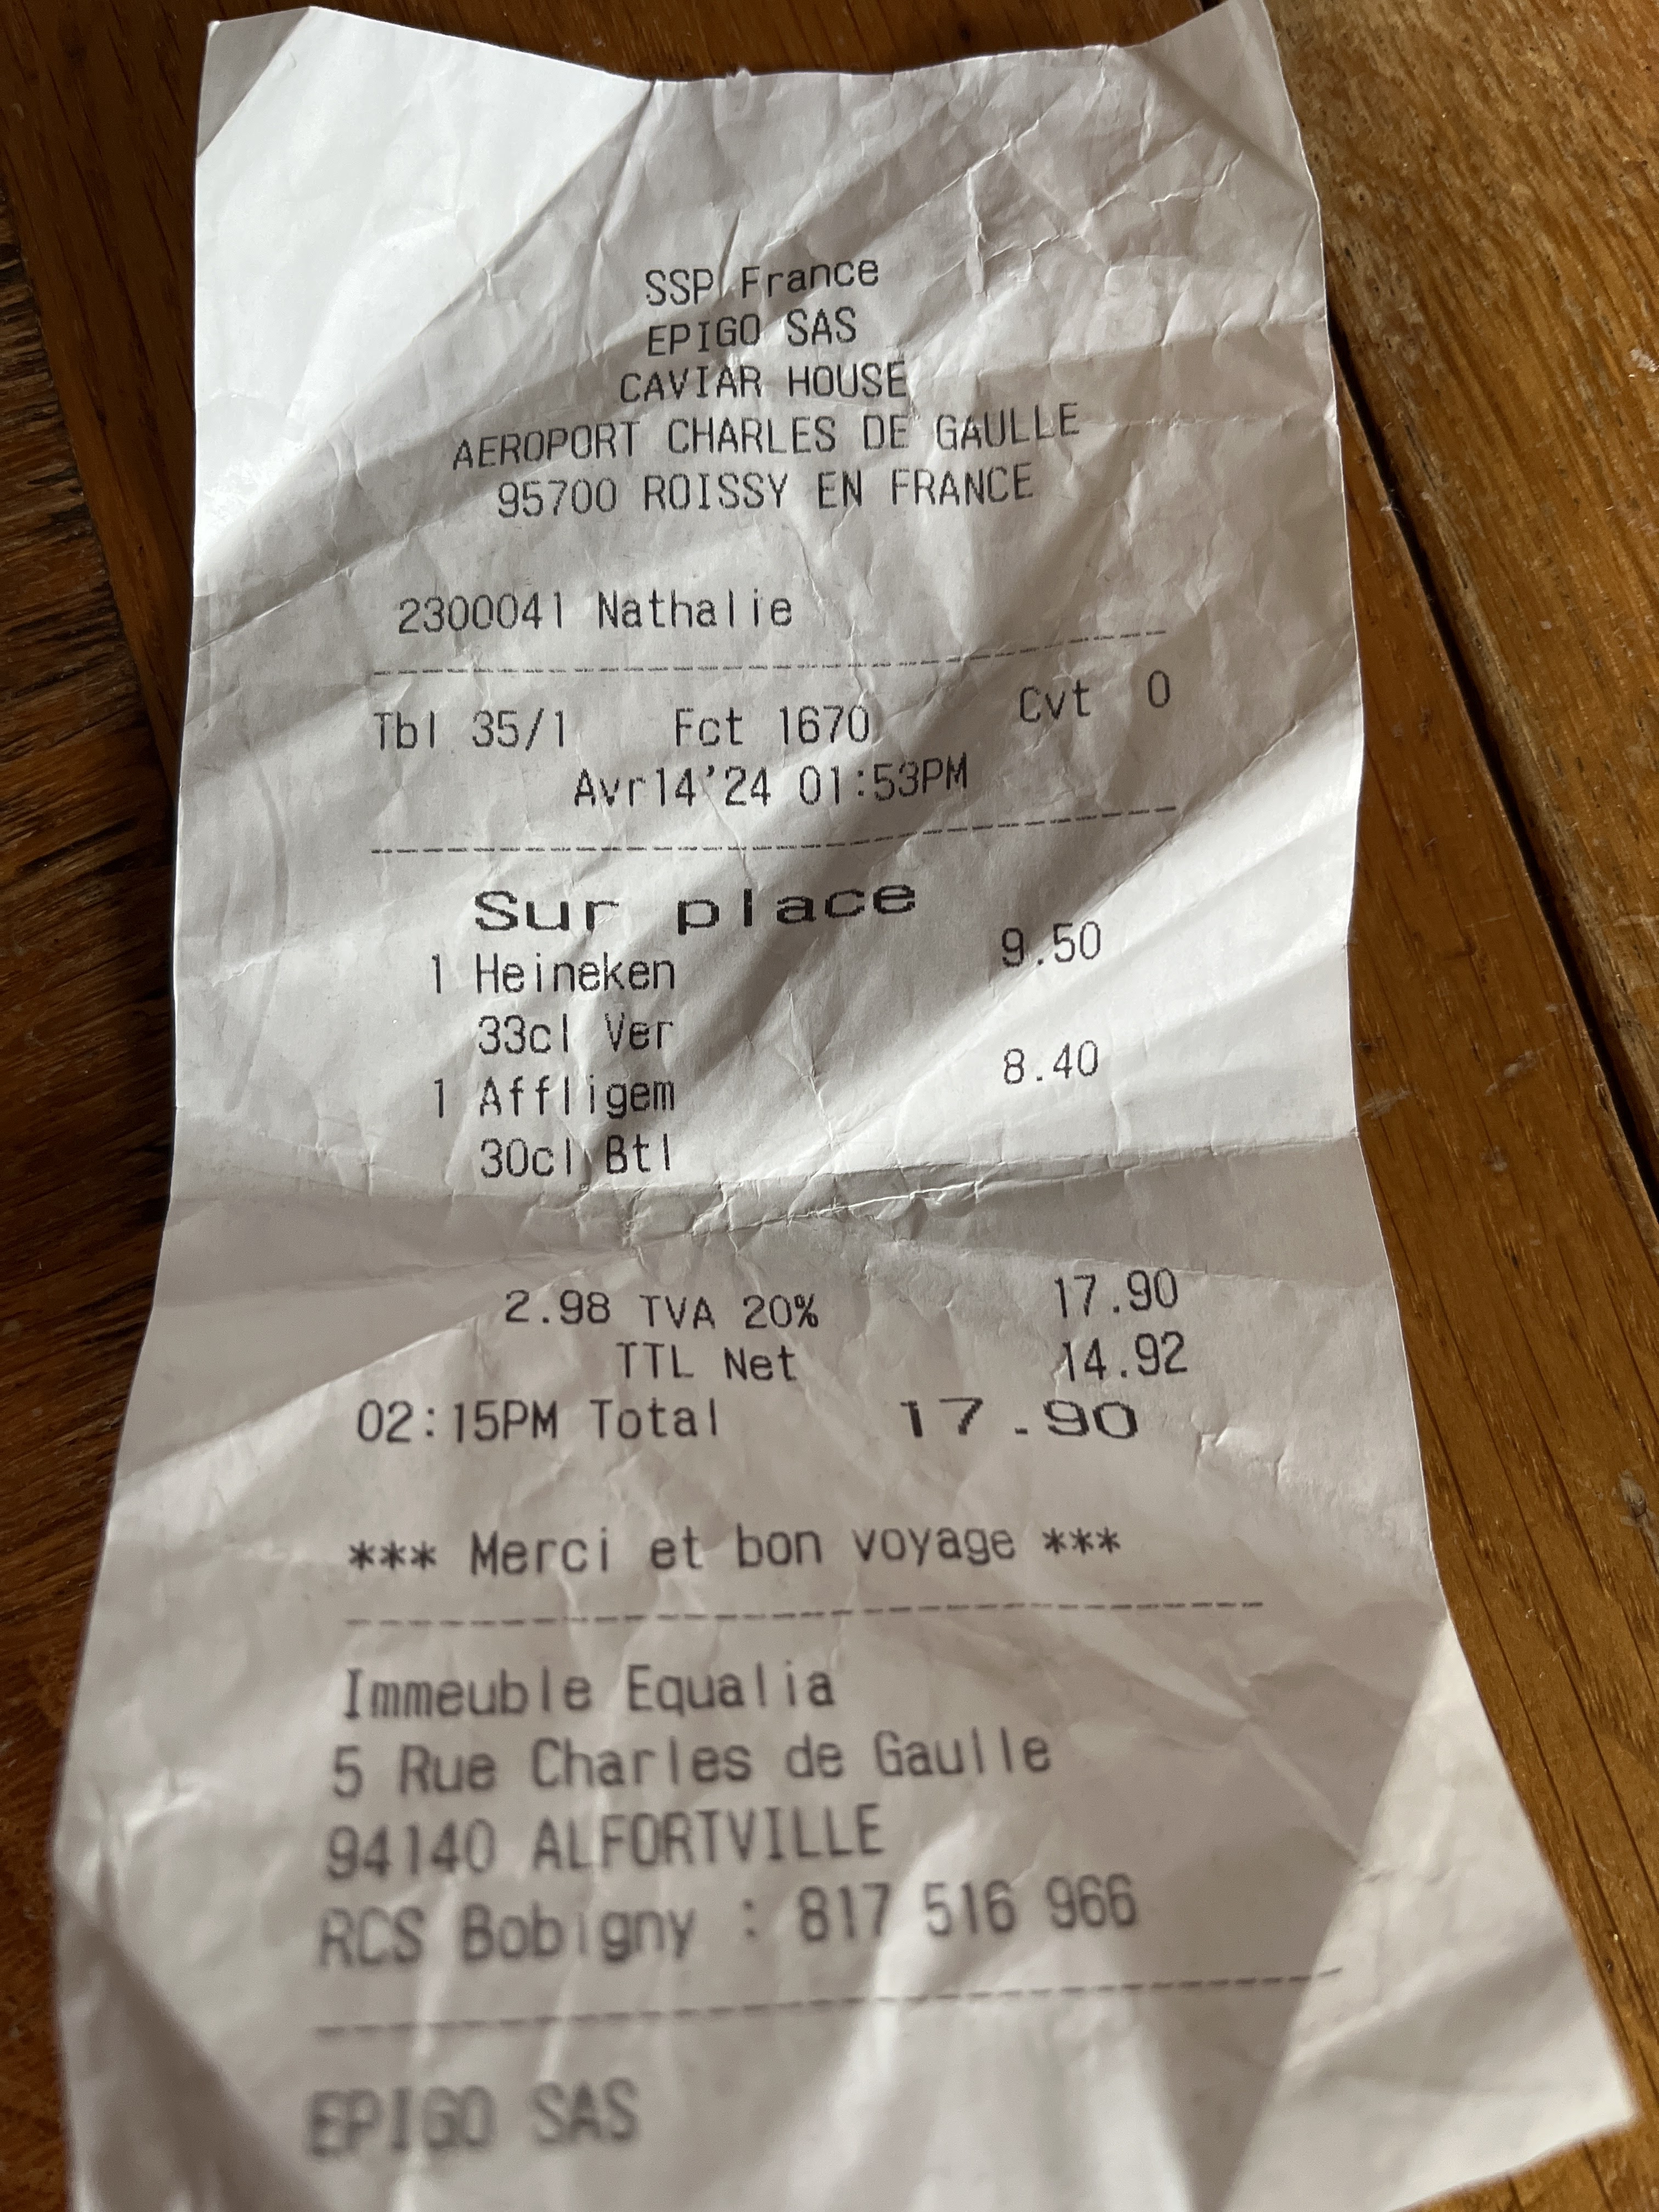 SSP France
EPIGO SAS
CAVIAR HOUSE
AEROPORT CHARLES DE GAULLE
95700 ROISSY EN FRANCE
2300041 Nathalie
Tbl 35/1 Fct 1670 Cvt 0
Avr14'24 01:53PM
Sur place
1 Heineken 9.50
33cl Ver
1 Affligem 8.40
30cl Btl
2.98 TVA 20% 17.90
TTL Net 14.92
02:15PM Total 17.90
*** Merci et bon voyage ***
Immeuble Equalia
5 Rue Charles de Gaulle
94140 ALFORTVILLE
RCS Bobigny : 817 516 966
EPIGO SAS